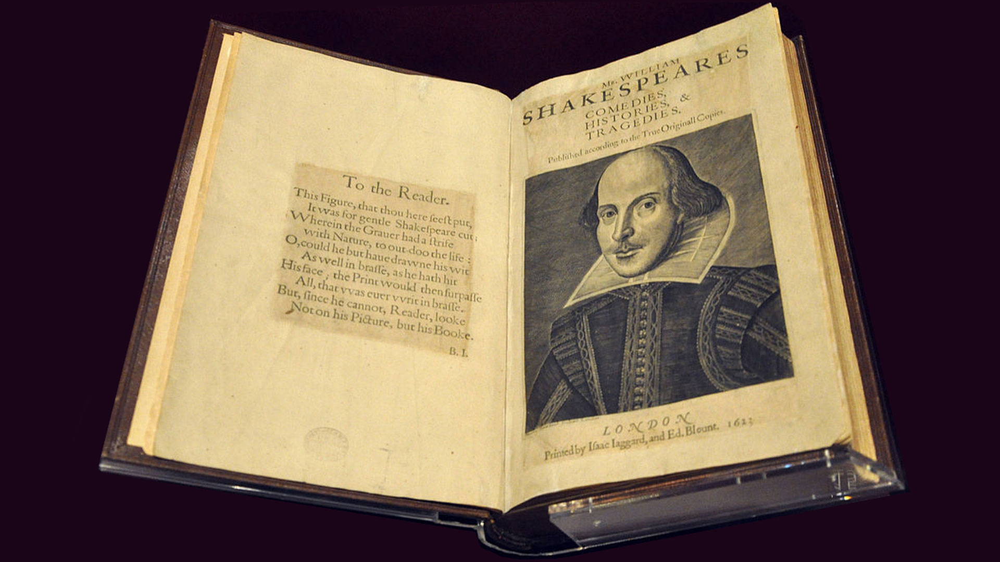 To the Reader.
This Figure, that thou here ſeeſt put,
It was for gentle Shakeſpeare cut;
Wherein the Grauer had a ſtrife
with Nature, to out-doo the life :
O, could he but haue dravvne his vvit
As well in braſſe, as he hath hit
His face ; the Print would then ſurpaſſe
All, that vvas euer vvrit in braſſe.
But, ſince he cannot, Reader, looke
Not on his Picture, but his Booke.
B. I.
Mr. WILLIAM
SHAKESPEARES
COMEDIES,
HISTORIES, &
TRAGEDIES.
Publiſhed according to the True Originall Copies.
LONDON
Printed by Iſaac Iaggard, and Ed. Blount. 1623